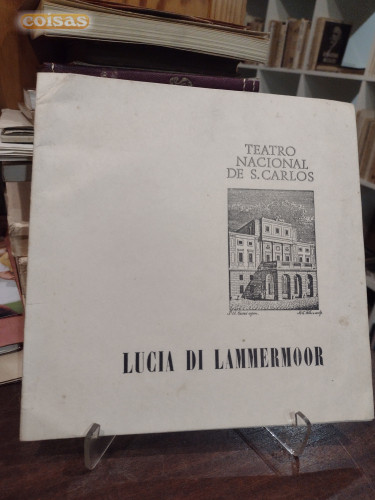 coisas
TEATRO
NACIONAL
DE S. CARLOS
LUCIA DI LAMMERMOOR